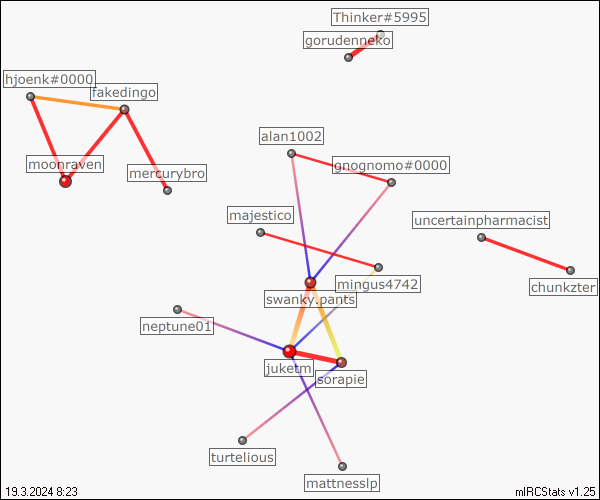 Thinker#5995
gorudenneko
hjoenk#0000
fakedingo
alan1002
moonraven
gnognomo#0000
mercurybro
majestico
uncertainpharmacist
mingus4742
chunkzter
swanky.pants
neptune01
juketm
sorapie
turtelious
mattnesslp
19.3.2024 8:23
mIRCStats v1.25